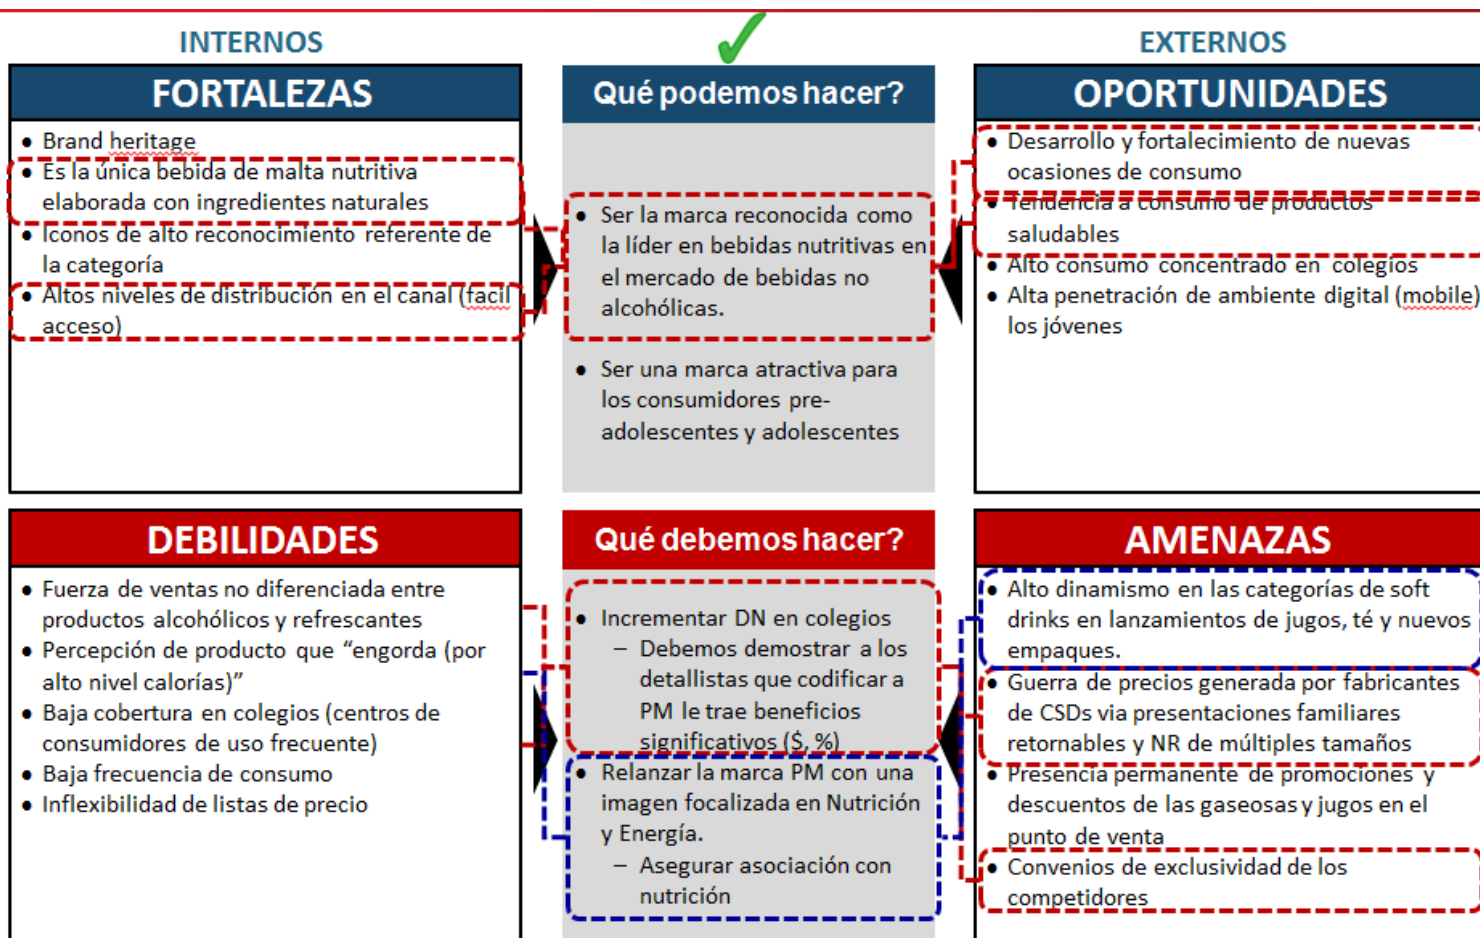 INTERNOS
EXTERNOS
FORTALEZAS
• Brand heritage
• Es la única bebida de malta nutritiva
elaborada con ingredientes naturales
• Iconos de alto reconocimiento referente de
la categoría
• Altos niveles de distribución en el canal (facil
acceso)
Qué podemos hacer?
• Ser la marca reconocida como
la líder en bebidas nutritivas en
el mercado de bebidas no
alcohólicas.
• Ser una marca atractiva para
los consumidores pre-
adolescentes y adolescentes
OPORTUNIDADES
• Desarrollo y fortalecimiento de nuevas
ocasiones de consumo
• Tendencia a consumo de productos
saludables
• Alto consumo concentrado en colegios
• Alta penetración de ambiente digital (mobile)
los jóvenes
DEBILIDADES
• Fuerza de ventas no diferenciada entre
productos alcohólicos y refrescantes
• Percepción de producto que “engorda (por
alto nivel calorías)”
• Baja cobertura en colegios (centros de
consumidores de uso frecuente)
• Baja frecuencia de consumo
• Inflexibilidad de listas de precio
Qué debemos hacer?
• Incrementar DN en colegios
– Debemos demostrar a los
detallistas que codificar a
PM le trae beneficios
significativos ($, %)
• Relanzar la marca PM con una
imagen focalizada en Nutrición
y Energía.
– Asegurar asociación con
nutrición
AMENAZAS
• Alto dinamismo en las categorías de soft
drinks en lanzamientos de jugos, té y nuevos
empaques.
• Guerra de precios generada por fabricantes
de CSDs via presentaciones familiares
retornables y NR de múltiples tamaños
• Presencia permanente de promociones y
descuentos de las gaseosas y jugos en el
punto de venta
• Convenios de exclusividad de los
competidores